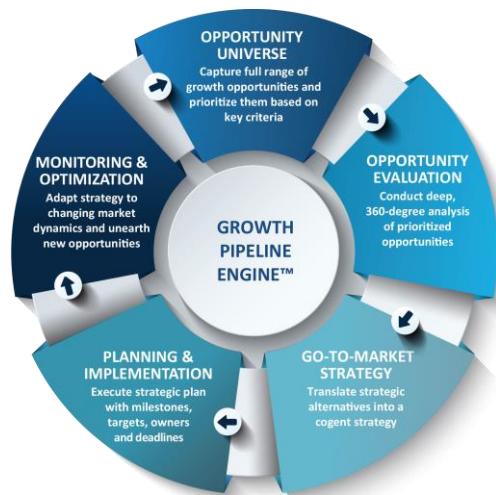 OPPORTUNITY
UNIVERSE
Capture full range of
growth opportunities and
prioritize them based on
key criteria
OPPORTUNITY
EVALUATION
Conduct deep,
360-degree analysis
of prioritized
opportunities
GO-TO-MARKET
STRATEGY
Translate strategic
alternatives into a
cogent strategy
PLANNING &
IMPLEMENTATION
Execute strategic plan
with milestones,
targets, owners
and deadlines
MONITORING &
OPTIMIZATION
Adapt strategy to
changing market
dynamics and unearth
new opportunities
GROWTH
PIPELINE
ENGINE™